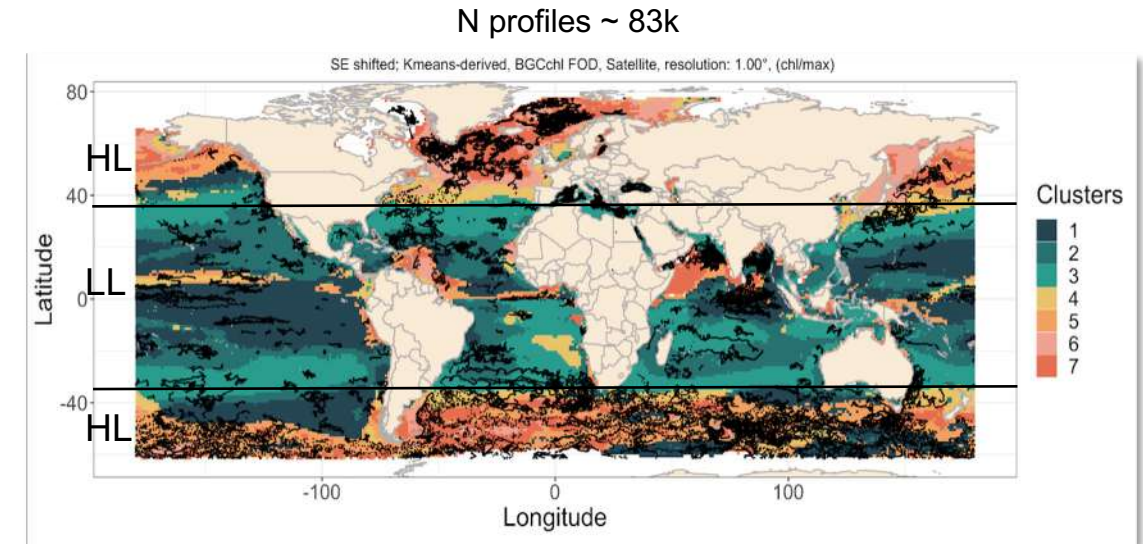 N profiles ~ 83k
SE shifted; Kmeans-derived, BGCchl FOD, Satellite, resolution: 1.00°, (chl/max)
80
HL
40
LL
0
-40
HL
Latitude
-100
0
100
Longitude
Clusters
1
2
3
4
5
6
7